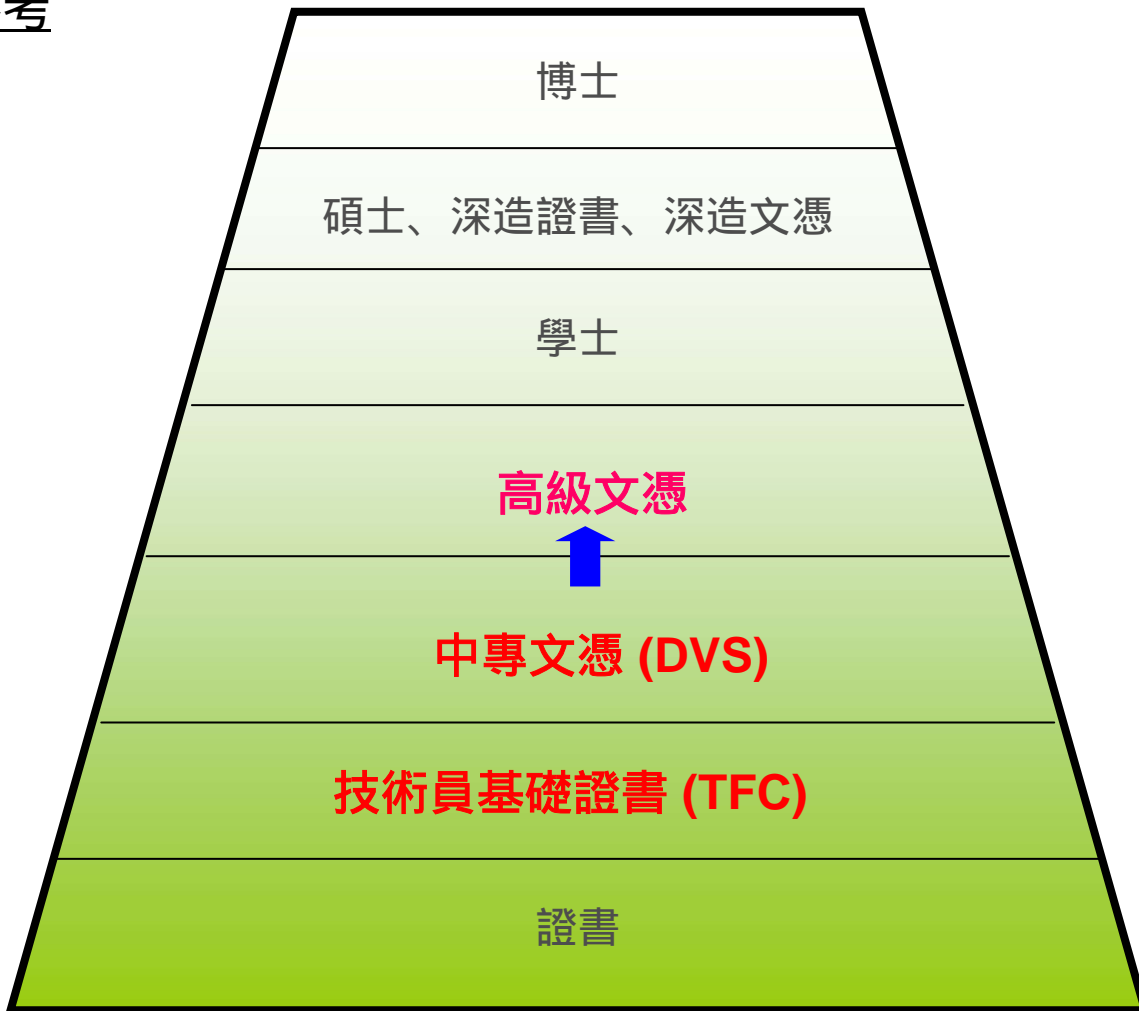 考
博士
碩士、深造證書、深造文憑
學士
高級文憑
中專文憑 (DVS)
技術員基礎證書 (TFC)
證書